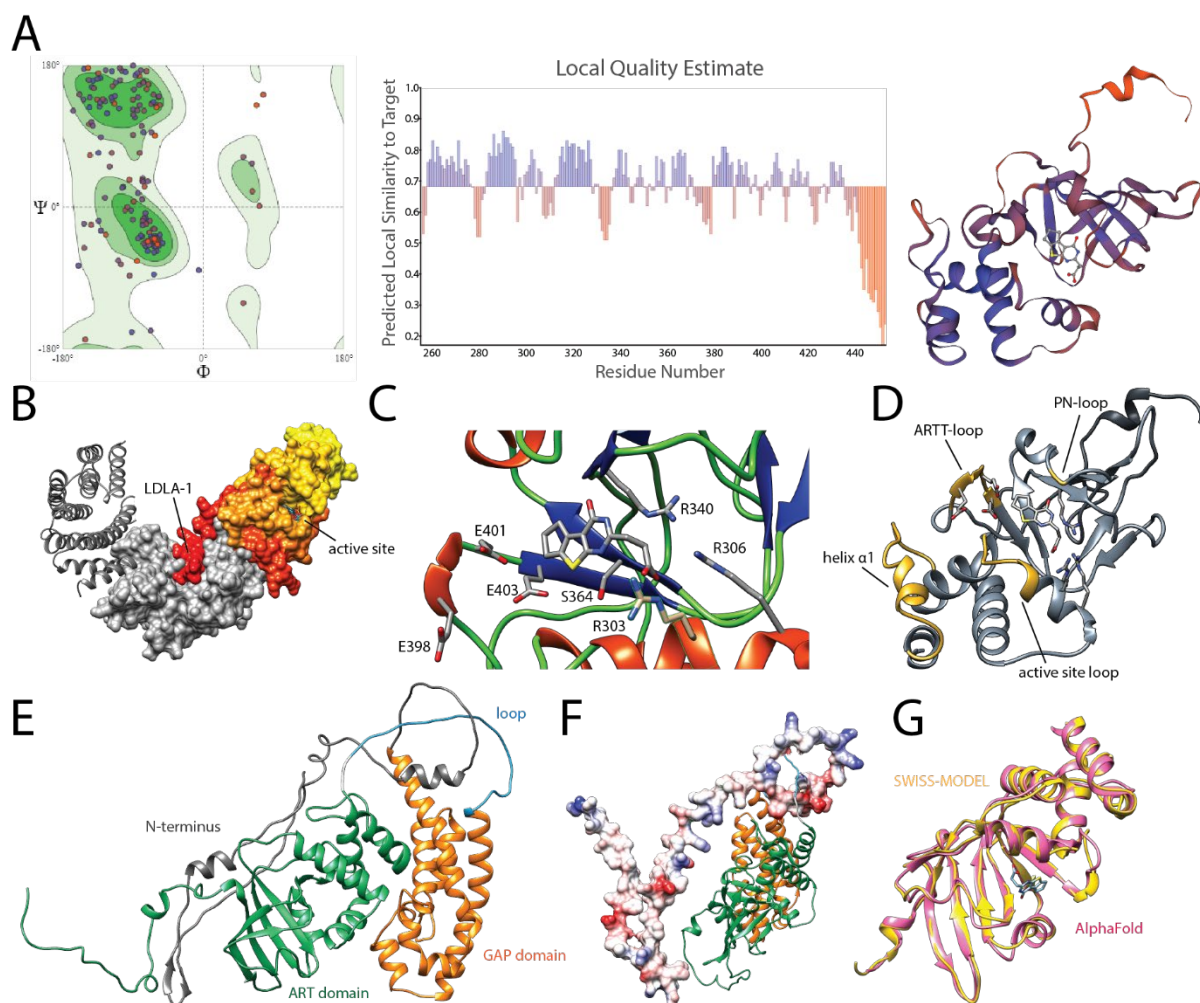 A
180°
Ψ
0°
-180°
-180°
0°
180°
Φ
Local Quality Estimate
Predicted Local Similarity to Target
1.0
0.9
0.8
0.7
0.6
0.5
0.4
0.3
0.2
260
280
300
320
340
360
380
400
420
440
Residue Number
B
LDLA-1
active site
C
E401
E403
E398
S364
R303
R340
R306
D
PN-loop
ARTT-loop
helix α1
active site loop
E
loop
N-terminus
GAP domain
ART domain
F
G
SWISS-MODEL
AlphaFold